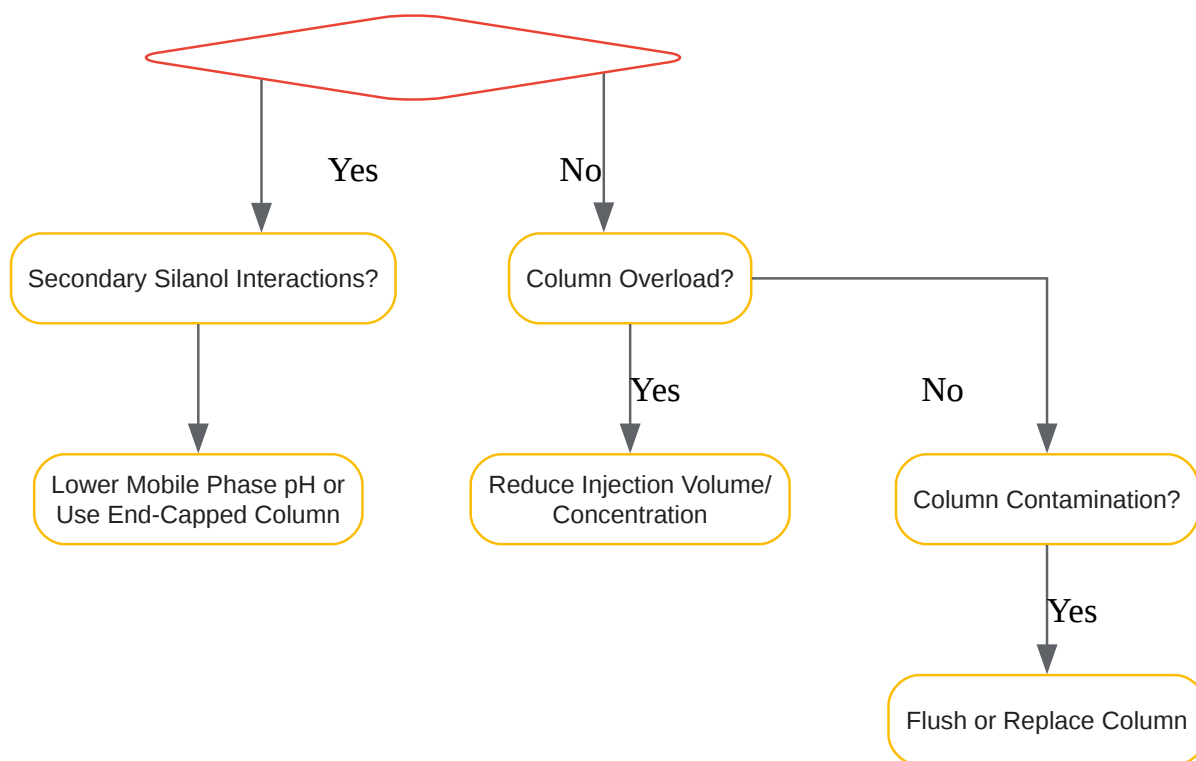 Yes
No
Secondary Silanol Interactions?
Column Overload?
Yes
No
Lower Mobile Phase pH or
Use End-Capped Column
Reduce Injection Volume/
Concentration
Column Contamination?
Yes
Flush or Replace Column